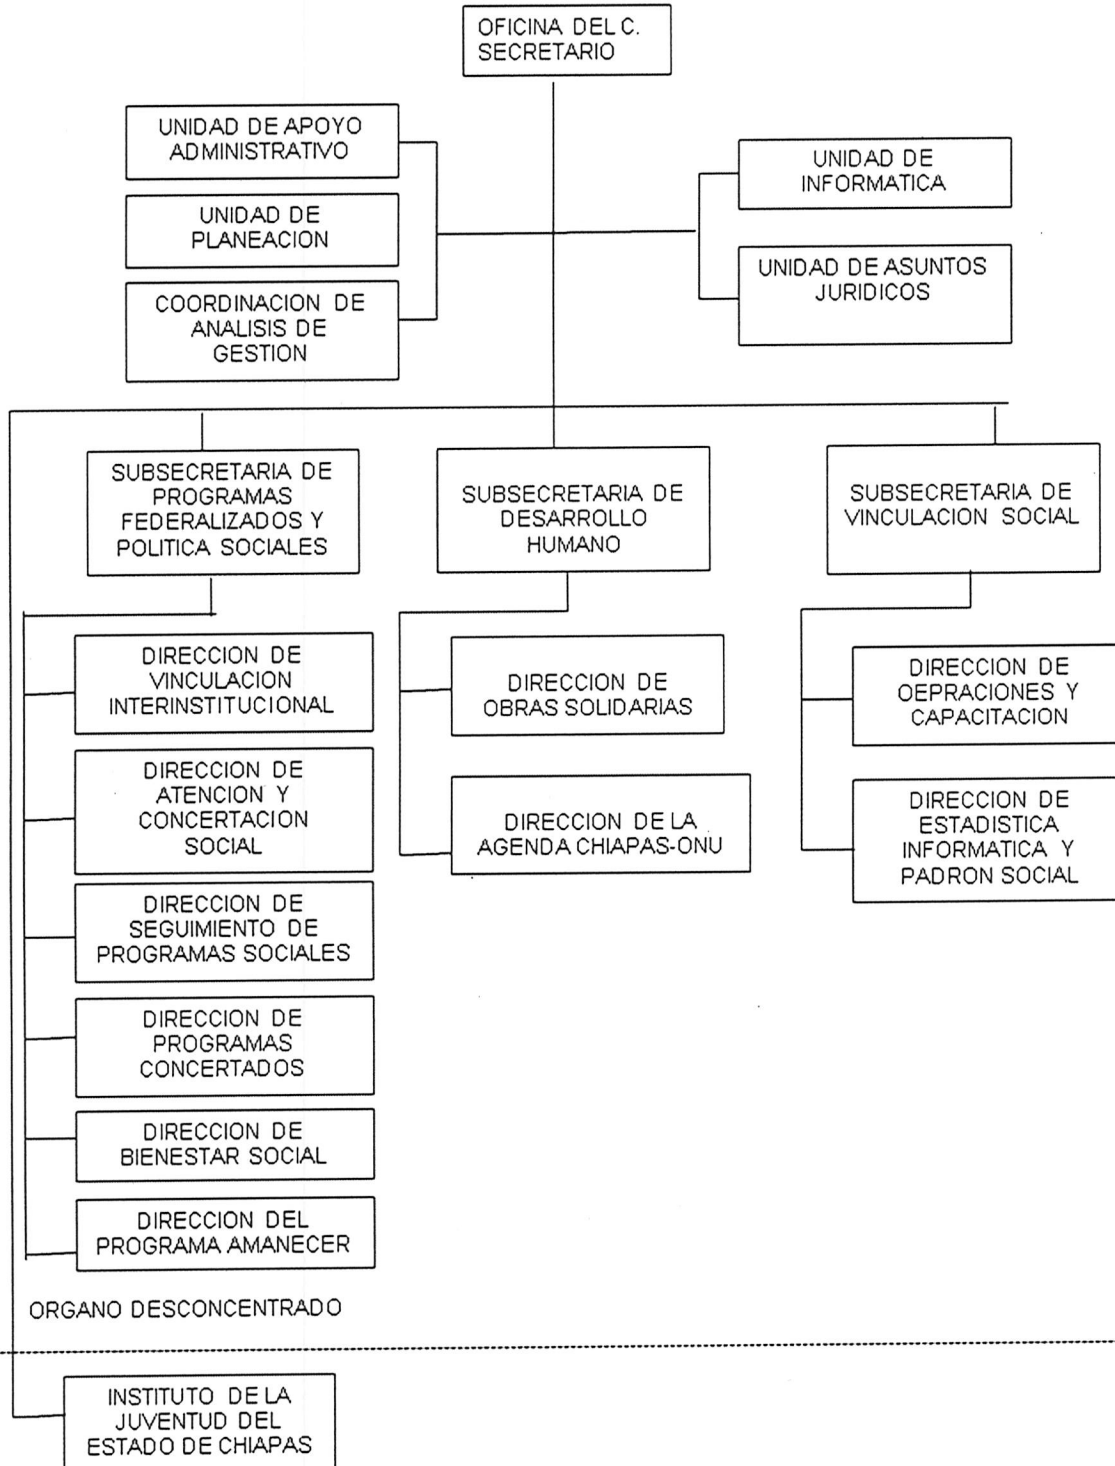 OFICINA DEL C.
SECRETARIO
UNIDAD DE APOYO
ADMINISTRATIVO
UNIDAD DE
PLANEACION
COORDINACION DE
ANALISIS DE
GESTION
UNIDAD DE
INFORMATICA
UNIDAD DE ASUNTOS
JURIDICOS
SUBSECRETARIA DE
PROGRAMAS
FEDERALIZADOS Y
POLITICA SOCIALES
SUBSECRETARIA DE
DESARROLLO
HUMANO
SUBSECRETARIA DE
VINCULACION SOCIAL
DIRECCION DE
VINCULACION
INTERINSTITUCIONAL
DIRECCION DE
ATENCION Y
CONCERTACION
SOCIAL
DIRECCION DE
SEGUIMIENTO DE
PROGRAMAS SOCIALES
DIRECCION DE
PROGRAMAS
CONCERTADOS
DIRECCION DE
BIENESTAR SOCIAL
DIRECCION DEL
PROGRAMA AMANECER
DIRECCION DE
OBRAS SOLIDARIAS
DIRECCION DE LA
AGENDA CHIAPAS-ONU
DIRECCION DE
OEPRACIONES Y
CAPACITACION
DIRECCION DE
ESTADISTICA
INFORMATICA Y
PADRON SOCIAL
ORGANO DESCONCENTRADO
INSTITUTO DE LA
JUVENTUD DEL
ESTADO DE CHIAPAS